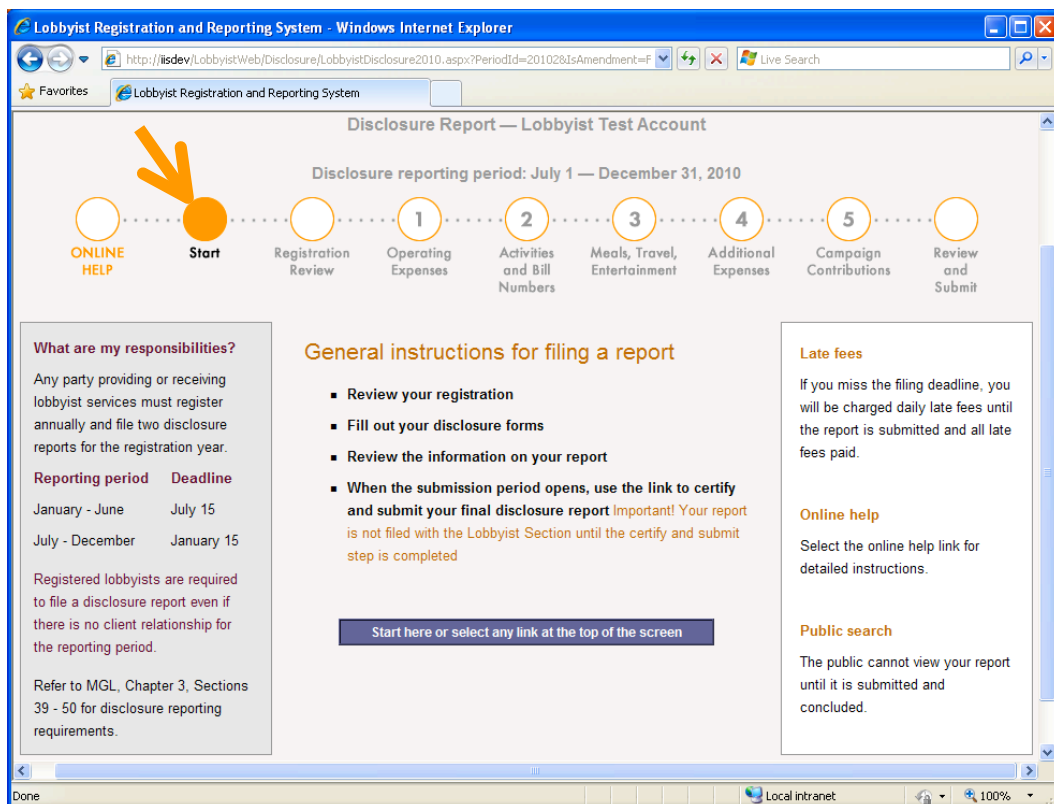 Lobbyist Registration and Reporting System - Windows Internet Explorer
http://iisdev/LobbyistWeb/Disclosure/LobbyistDisclosure2010.aspx?PeriodId=20102&IsAmendment=F
Live Search
Favorites
Lobbyist Registration and Reporting System
Disclosure Report — Lobbyist Test Account
Disclosure reporting period: July 1 — December 31, 2010
ONLINE
HELP
Start
Registration
Review
1
Operating
Expenses
2
Activities
and Bill
Numbers
3
Meals, Travel,
Entertainment
4
Additional
Expenses
5
Campaign
Contributions
Review
and
Submit
What are my responsibilities?
Any party providing or receiving
lobbyist services must register
annually and file two disclosure
reports for the registration year.
Reporting period Deadline
January - June July 15
July - December January 15
Registered lobbyists are required
to file a disclosure report even if
there is no client relationship for
the reporting period.
Refer to MGL, Chapter 3, Sections
39 - 50 for disclosure reporting
requirements.
General instructions for filing a report
▪ Review your registration
▪ Fill out your disclosure forms
▪ Review the information on your report
▪ When the submission period opens, use the link to certify
and submit your final disclosure report Important! Your report
is not filed with the Lobbyist Section until the certify and submit
step is completed
Start here or select any link at the top of the screen
Late fees
If you miss the filing deadline, you
will be charged daily late fees until
the report is submitted and all late
fees paid.
Online help
Select the online help link for
detailed instructions.
Public search
The public cannot view your report
until it is submitted and
concluded.
Done
Local intranet
100%